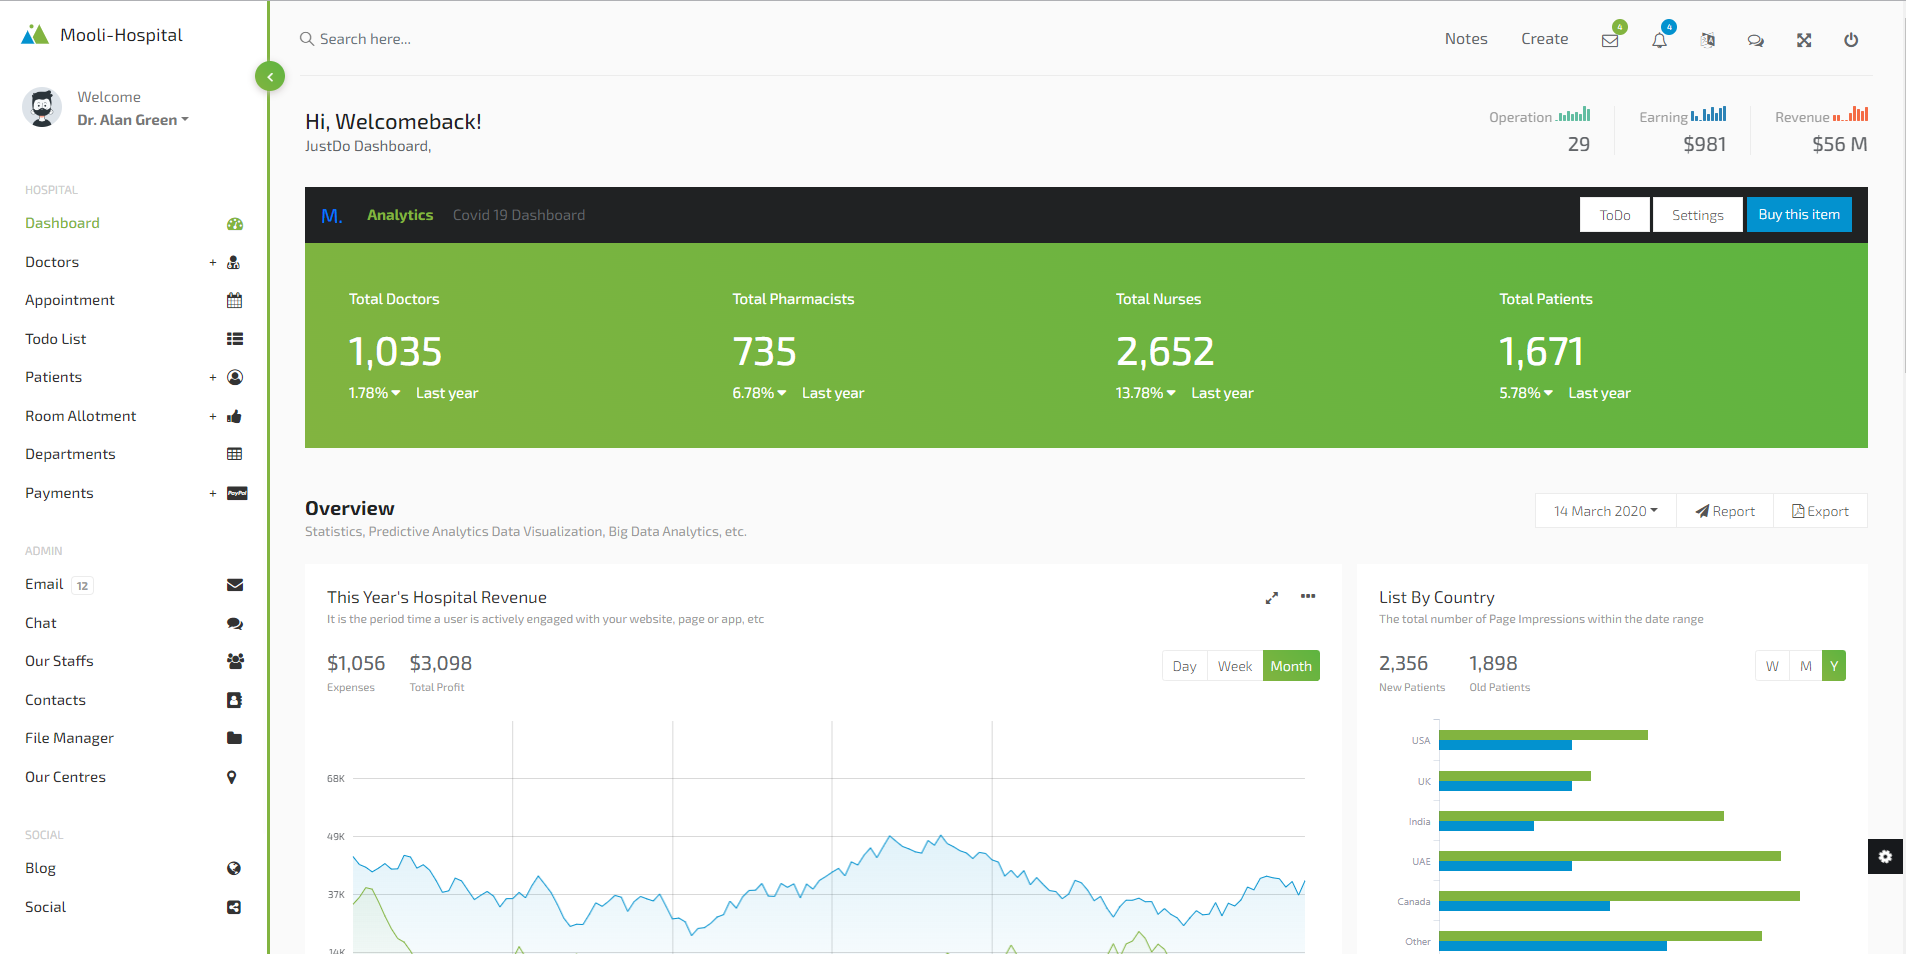 Mooli-Hospital
Search here...
Notes
Create
4
4
Welcome
Dr. Alan Green
Hi, Welcomeback!
JustDo Dashboard,
Operation
29
Earning
$981
Revenue
$56 M
HOSPITAL
Dashboard
Doctors +
Appointment
Todo List
Patients +
Room Allotment +
Departments
Payments + PayPal
ADMIN
Email 12
Chat
Our Staffs
Contacts
File Manager
Our Centres
SOCIAL
Blog
Social
M.
Analytics
Covid 19 Dashboard
ToDo
Settings
Buy this item
Total Doctors
1,035
1.78% Last year
Total Pharmacists
735
6.78% Last year
Total Nurses
2,652
13.78% Last year
Total Patients
1,671
5.78% Last year
Overview
Statistics, Predictive Analytics Data Visualization, Big Data Analytics, etc.
14 March 2020
Report
Export
This Year's Hospital Revenue
It is the period time a user is actively engaged with your website, page or app, etc
$1,056
Expenses
$3,098
Total Profit
Day
Week
Month
68K
49K
37K
14K
List By Country
The total number of Page Impressions within the date range
2,356
New Patients
1,898
Old Patients
W
M
Y
USA
UK
India
UAE
Canada
Other